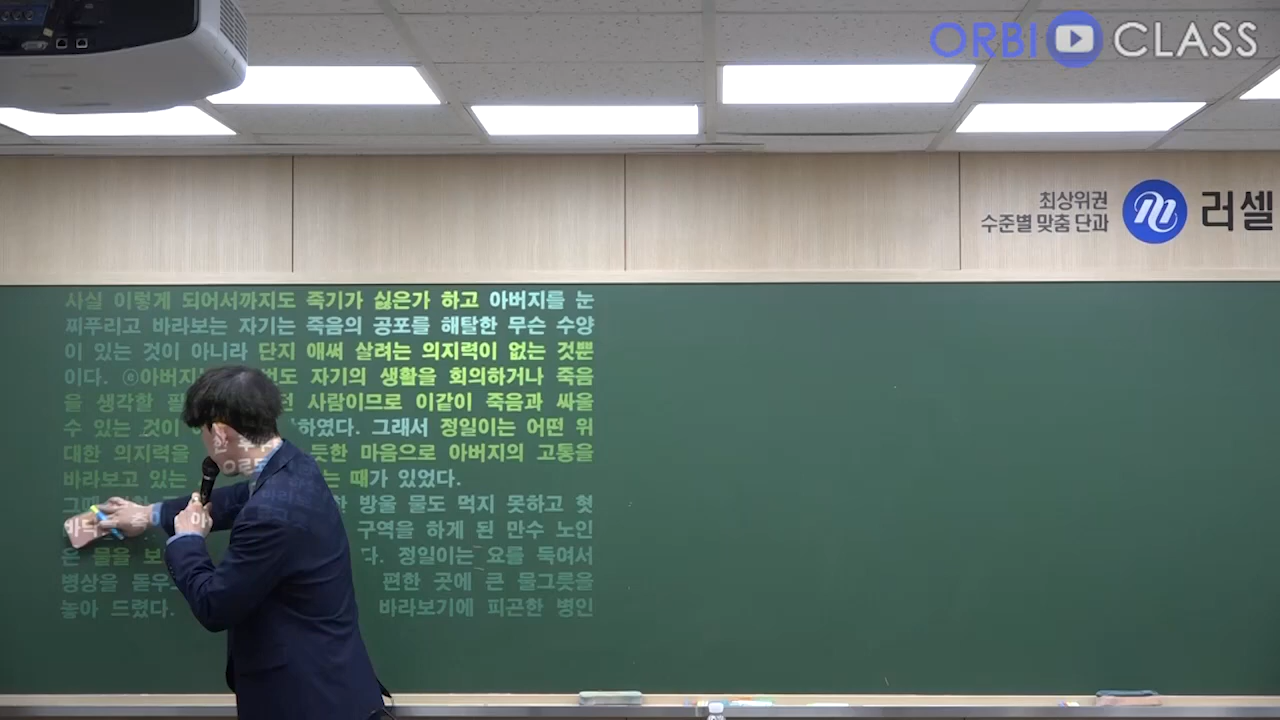 ORBI CLASS
최상위권
수준별 맞춤 단과
러셀
사실 이렇게 되어서까지도 죽기가 싫은가 하고 아버지를 눈
찌푸리고 바라보는 자기는 죽음의 공포를 해탈한 무슨 수양
이 있는 것이 아니라 단지 애써 살려는 의지력이 없는 것뿐
이다. ⓔ아버지는 도 자기의 생활을 회의하거나 죽음
을 생각할 사람이므로 이같이 죽음과 싸울
수 있는 것이 하였다. 그래서 정일이는 어떤 위
대한 의지력을 듯한 마음으로 아버지의 고통을
바라보고 있는 때가 있었다.
방을 물도 먹지 못하고 혓
구역을 하게 된 만수 노인
은 물을 다. 정일이는 요를 둑여서
병상을 편한 곳에 큰 물그릇을
놓아 드렸다. 바라보기에 피곤한 병인